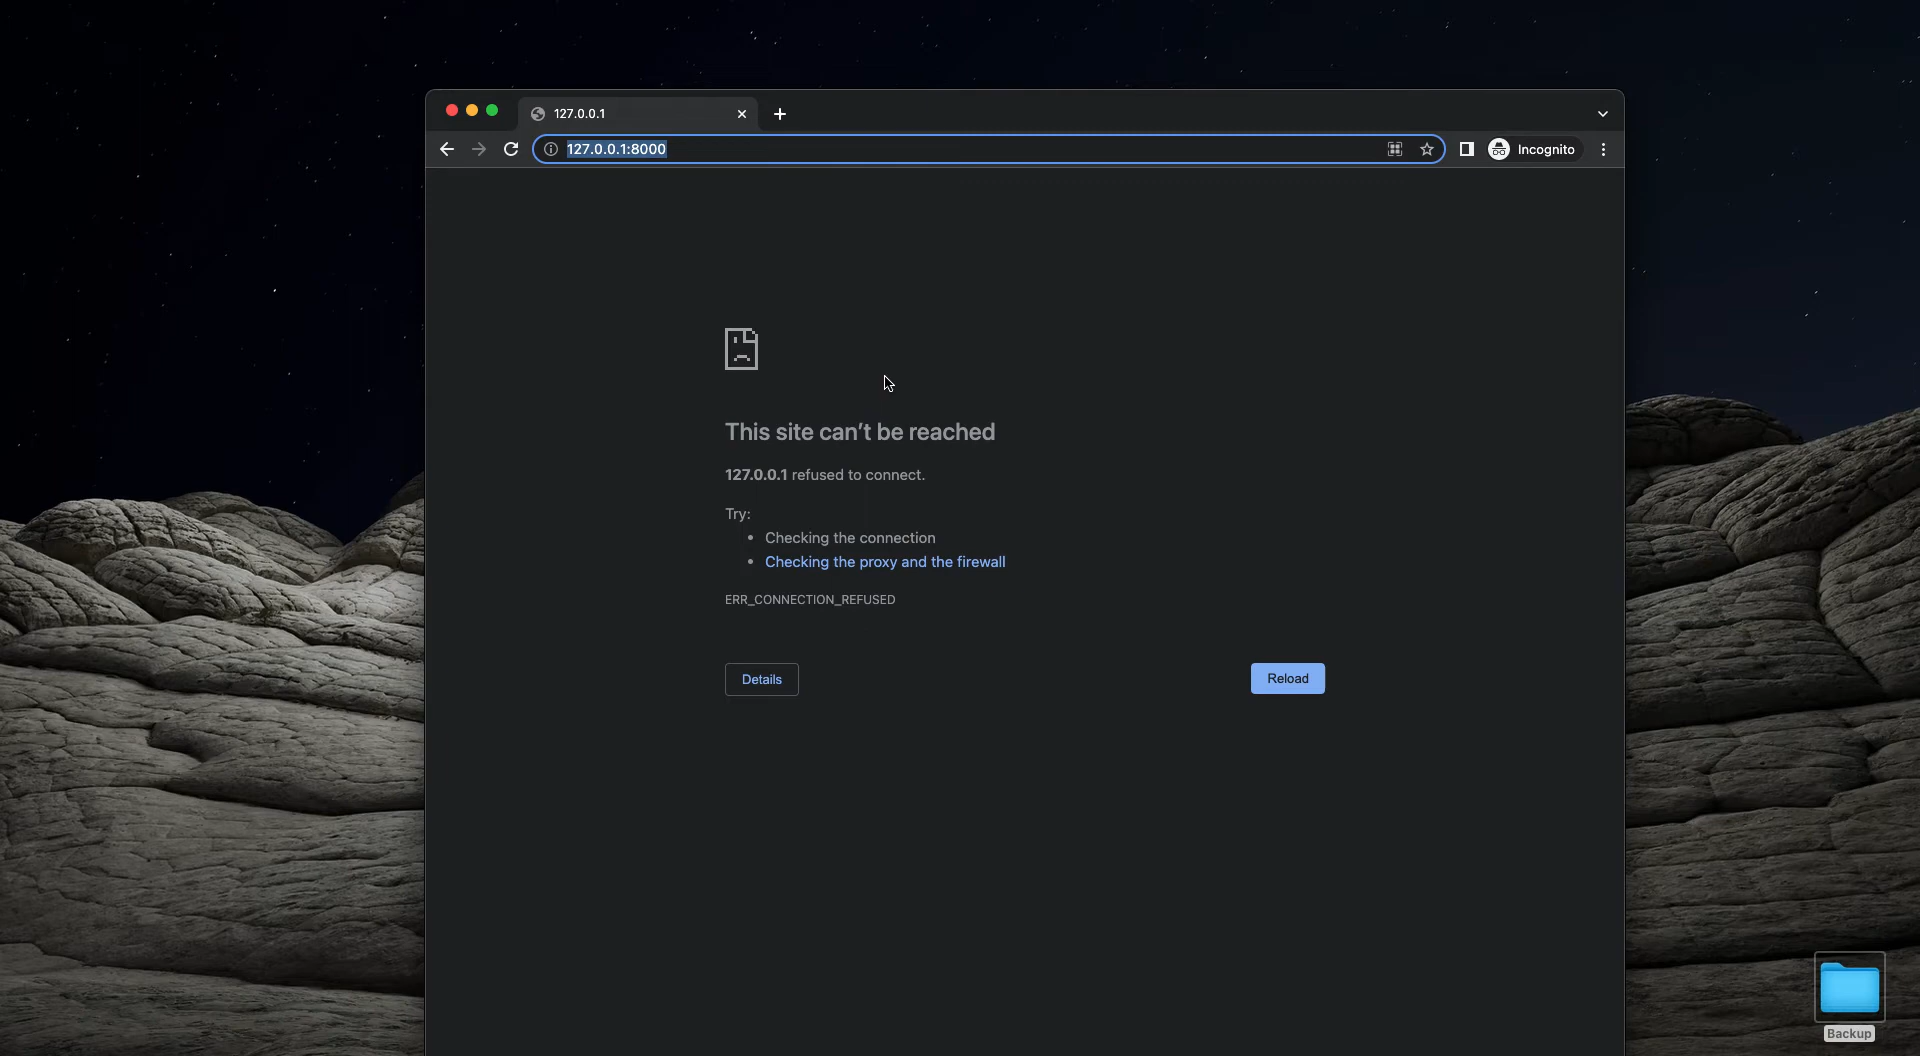 127.0.0.1
127.0.0.1:8000
Incognito
This site can’t be reached
127.0.0.1 refused to connect.
Try:
• Checking the connection
• Checking the proxy and the firewall
ERR_CONNECTION_REFUSED
Details
Reload
Backup